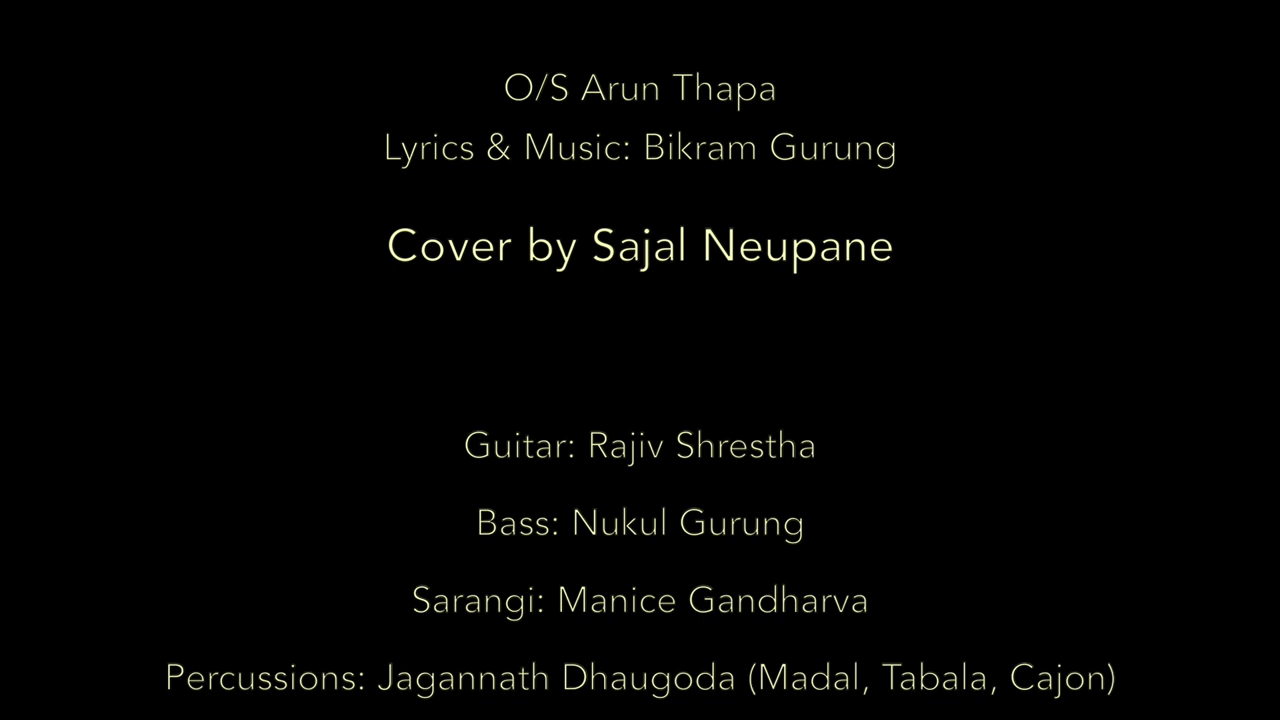 O/S Arun Thapa
Lyrics & Music: Bikram Gurung
Cover by Sajal Neupane
Guitar: Rajiv Shrestha
Bass: Nukul Gurung
Sarangi: Manice Gandharva
Percussions: Jagannath Dhaugoda (Madal, Tabala, Cajon)